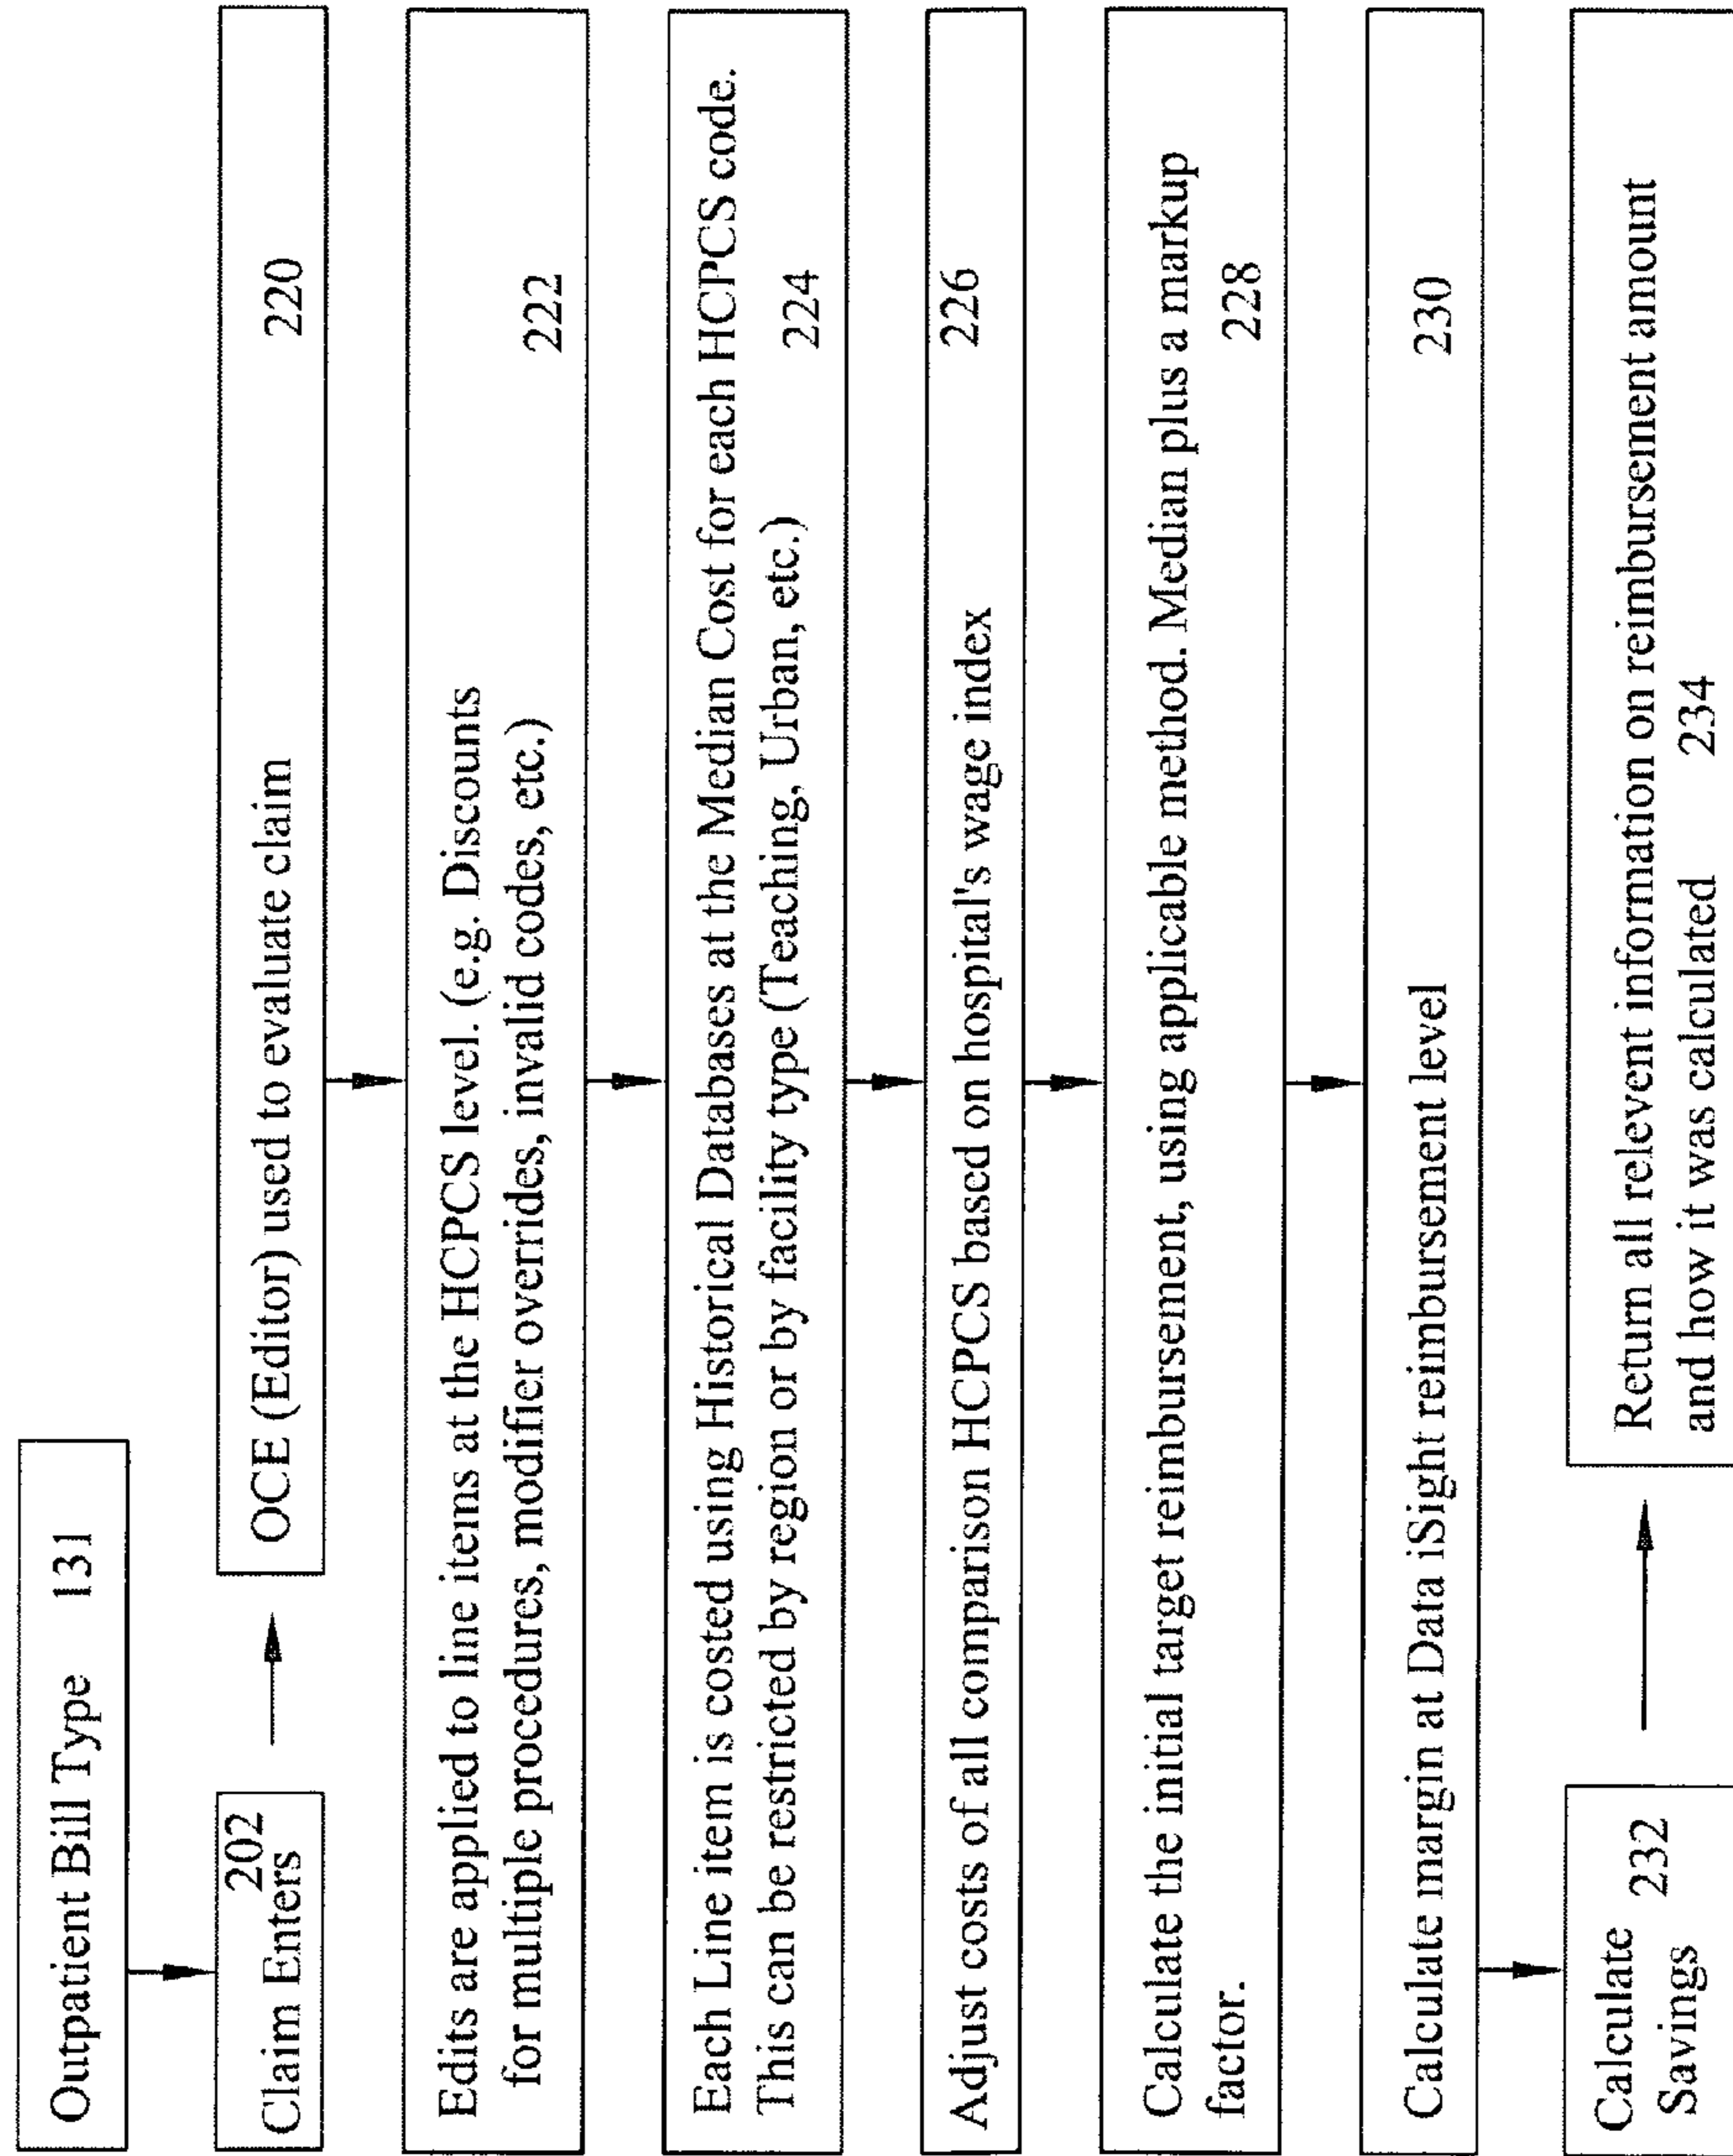 Outpatient Bill Type 131
202
Claim Enters
OCE (Editor) used to evaluate claim
220
Edits are applied to line items at the HCPCS level. (e.g. Discounts
for multiple procedures, modifier overrides, invalid codes, etc.)
222
Each Line item is costed using Historical Databases at the Median Cost for each HCPCS code.
This can be restricted by region or by facility type (Teaching, Urban, etc.)
224
Adjust costs of all comparison HCPCS based on hospital's wage index
226
Calculate the initial target reimbursement, using applicable method. Median plus a markup
factor.
228
Calculate margin at Data iSight reimbursement level
230
Calculate
Savings 232
Return all relevent information on reimbursement amount
and how it was calculated 234